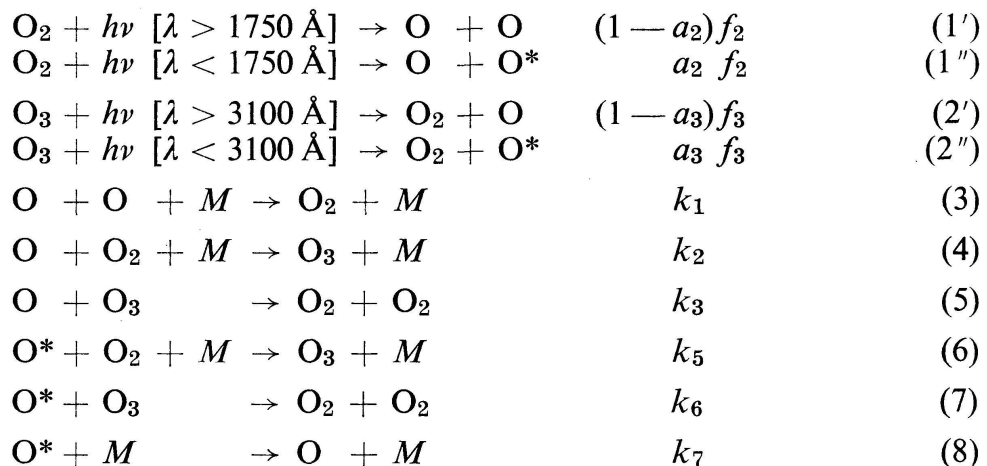 O₂ + hν [λ > 1750 Å] → O + O (1 — a₂) f₂ (1′)
O₂ + hν [λ < 1750 Å] → O + O* a₂ f₂ (1″)
O₃ + hν [λ > 3100 Å] → O₂ + O (1 — a₃) f₃ (2′)
O₃ + hν [λ < 3100 Å] → O₂ + O* a₃ f₃ (2″)
O + O + M → O₂ + M k₁ (3)
O + O₂ + M → O₃ + M k₂ (4)
O + O₃ → O₂ + O₂ k₃ (5)
O* + O₂ + M → O₃ + M k₅ (6)
O* + O₃ → O₂ + O₂ k₆ (7)
O* + M → O + M k₇ (8)